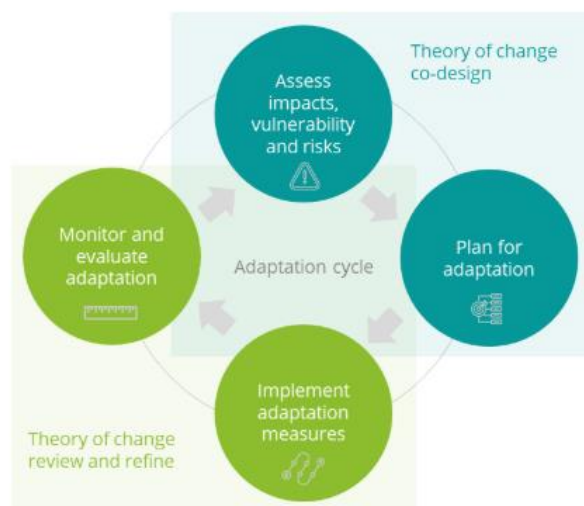 Theory of change
co-design
Assess
impacts,
vulnerability
and risks
Monitor and
evaluate
adaptation
Adaptation cycle
Plan for
adaptation
Implement
adaptation
measures
Theory of change
review and refine